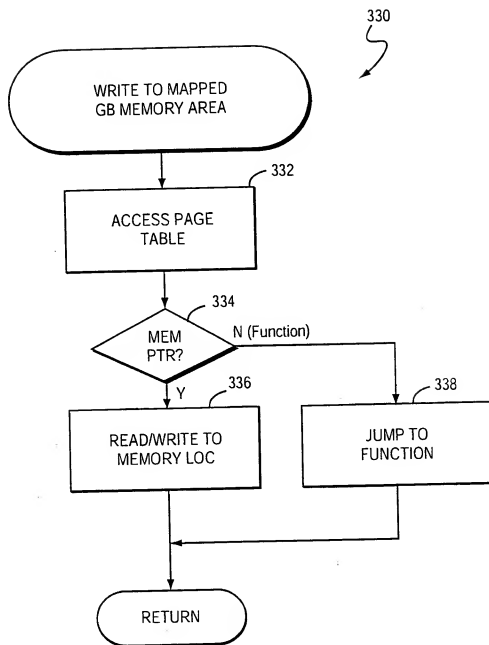 330
WRITE TO MAPPED
GB MEMORY AREA
332
ACCESS PAGE
TABLE
334
MEM
PTR?
N (Function)
Y
336
READ/WRITE TO
MEMORY LOC
338
JUMP TO
FUNCTION
RETURN